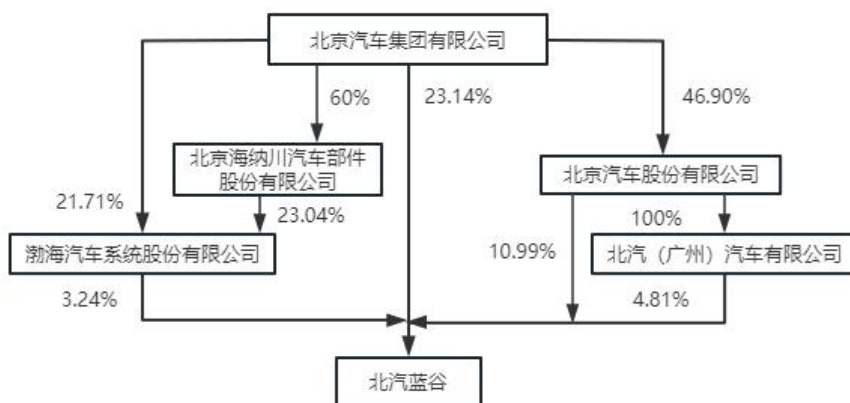 北京汽车集团有限公司
60%
23.14%
46.90%
北京海纳川汽车部件
股份有限公司
北京汽车股份有限公司
21.71%
23.04%
100%
渤海汽车系统股份有限公司
10.99%
北汽（广州）汽车有限公司
3.24%
4.81%
北汽蓝谷